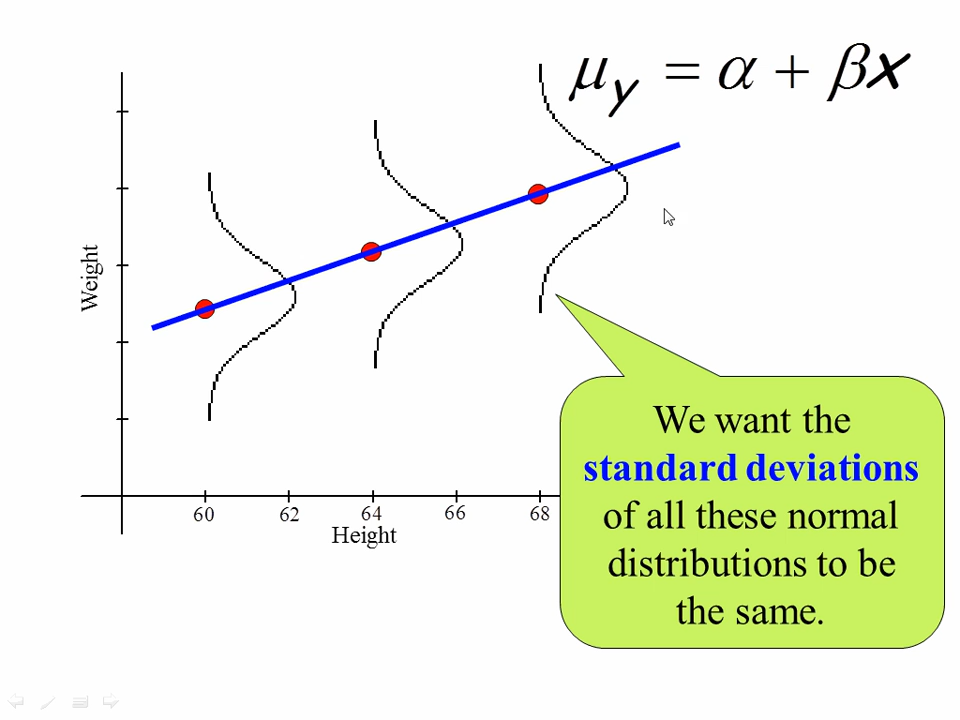 μy = α + βx
Weight
60 62 64 66 68
Height
We want the
standard deviations
of all these normal
distributions to be
the same.